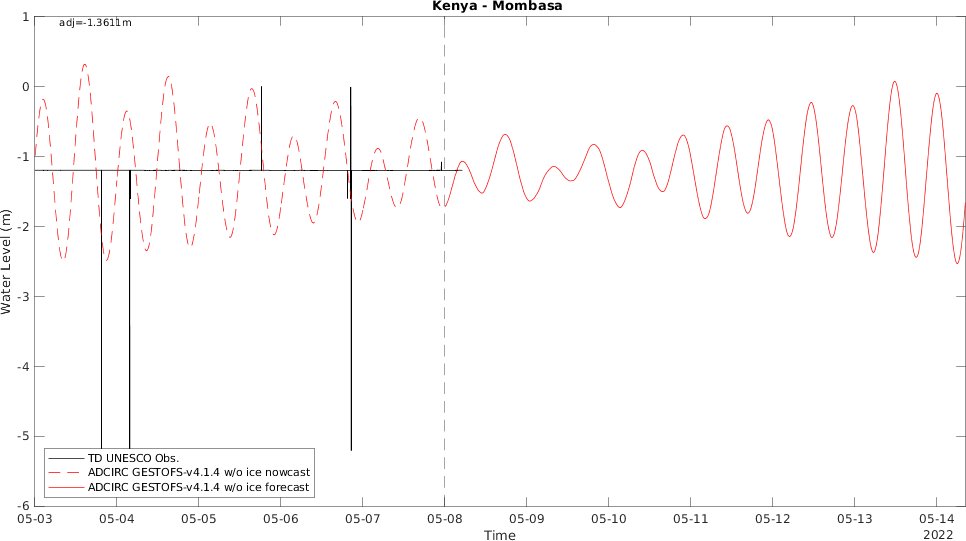 Kenya - Mombasa
adj=-1.3611m
1
0
-1
-2
-3
-4
-5
-6
Water Level (m)
TD UNESCO Obs.
ADCIRC GESTOFS-v4.1.4 w/o ice nowcast
ADCIRC GESTOFS-v4.1.4 w/o ice forecast
05-03 05-04 05-05 05-06 05-07 05-08 05-09 05-10 05-11 05-12 05-13 05-14
2022
Time